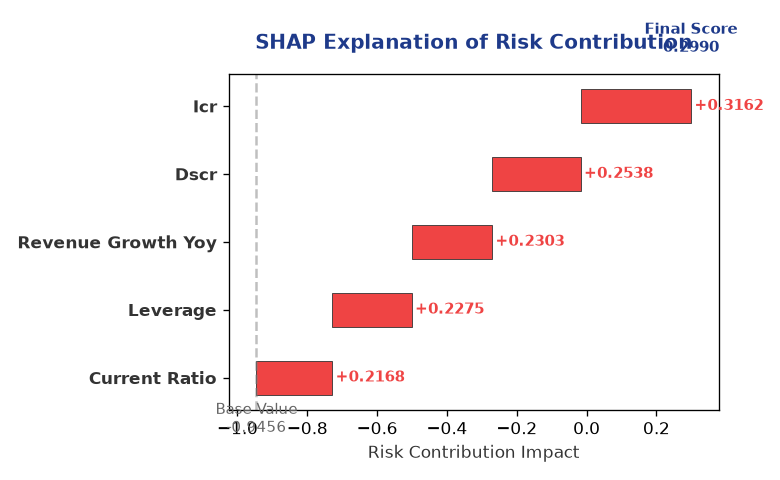 Final Score
0.2990
SHAP Explanation of Risk Contribution
Icr
+0.3162
Dscr
+0.2538
Revenue Growth Yoy
+0.2303
Leverage
+0.2275
Current Ratio
+0.2168
Base Value
-0.9456
−1.0
−0.8
−0.6
−0.4
−0.2
0.0
0.2
Risk Contribution Impact